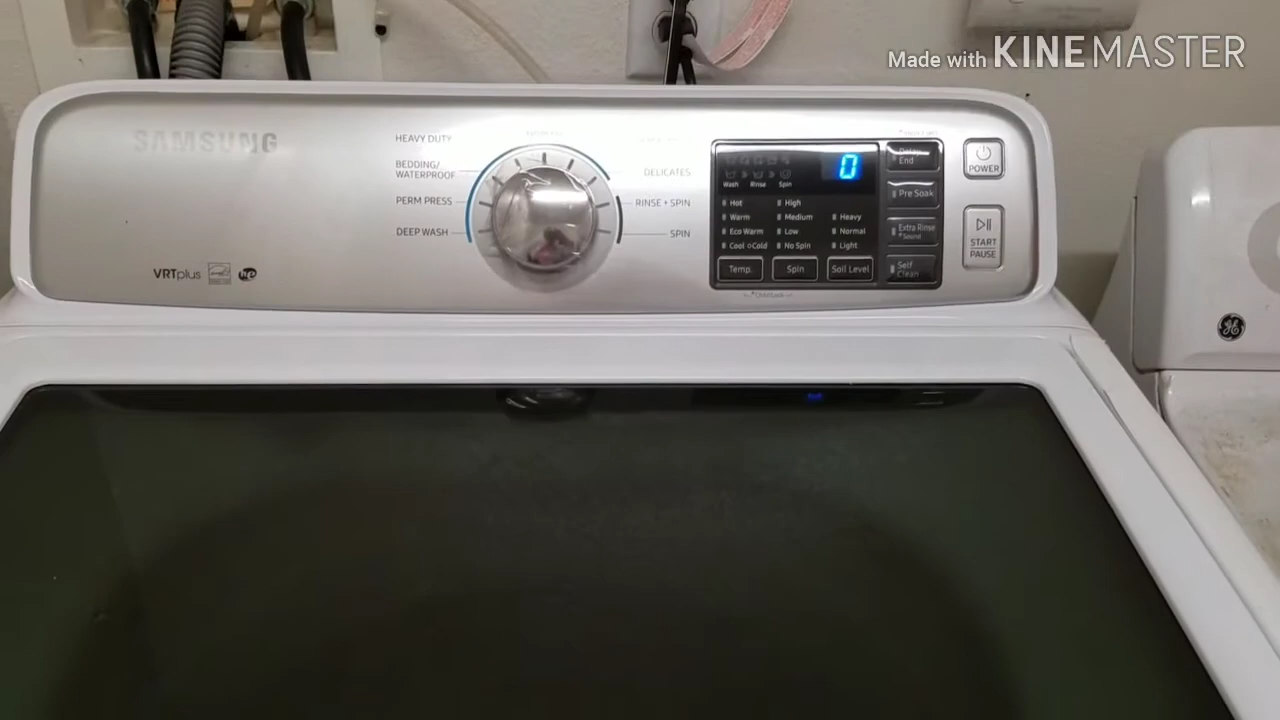 Made with KINEMASTER
SAMSUNG
VRTplus
HEAVY DUTY
BEDDING/
WATERPROOF
PERM PRESS
DEEP WASH
DELICATES
RINSE + SPIN
SPIN
0
Wash Rinse Spin
Hot High
Warm Medium Heavy
Eco Warm Low Normal
Cool Cold No Spin Light
Temp. Spin Soil Level
Delay
End
Pre Soak
Extra Rinse
*Sound
Self
Clean
POWER
START
PAUSE
GE